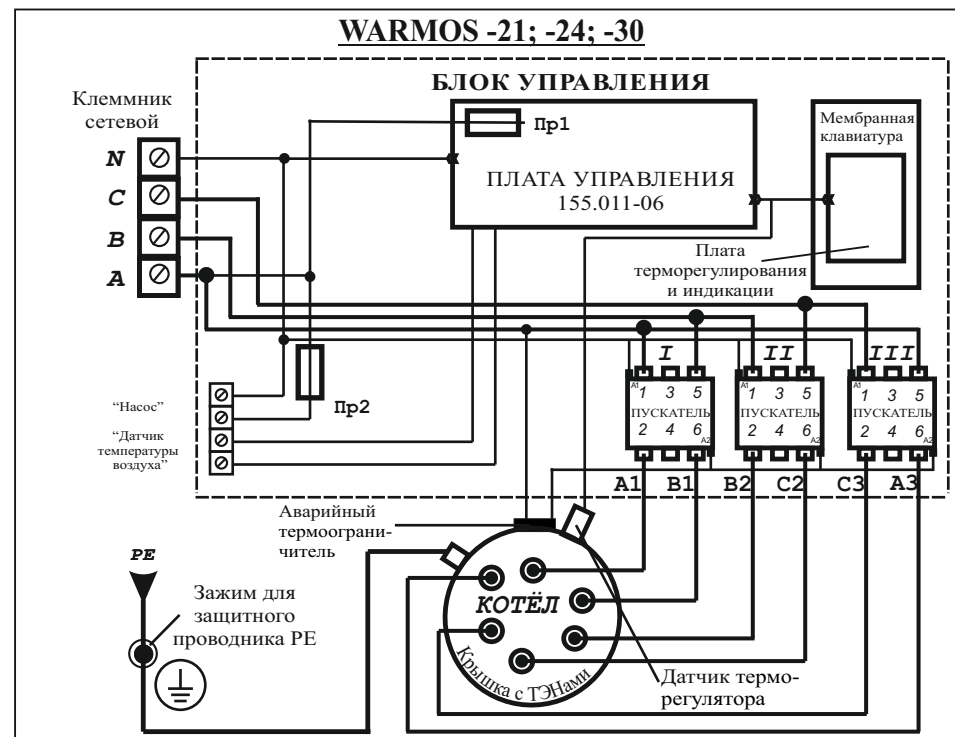 WARMOS -21; -24; -30
БЛОК УПРАВЛЕНИЯ
Клеммник
сетевой
N
C
B
A
Пр1
ПЛАТА УПРАВЛЕНИЯ
155.011-06
Мембранная
клавиатура
Плата
терморегулирования
и индикации
Пр2
“Насос”
“Датчик
температуры
воздуха”
I
II
III
A1
1 3 5
ПУСКАТЕЛЬ
2 4 6
A2
A1
1 3 5
ПУСКАТЕЛЬ
2 4 6
A2
A1
1 3 5
ПУСКАТЕЛЬ
2 4 6
A2
A1 B1 B2 C2 C3 A3
Аварийный
термоограни-
читель
PE
Зажим для
защитного
проводника PE
КОТЁЛ
Крышка с ТЭНами
Датчик термо-
регулятора